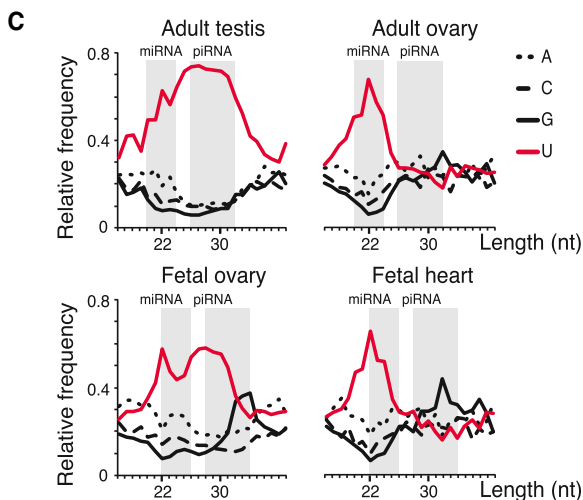 C
Adult testis
Adult ovary
miRNA piRNA
miRNA piRNA
A
C
G
U
Relative frequency
0.8
0.4
0
22
30
22
30
Length (nt)
Fetal ovary
Fetal heart
miRNA piRNA
miRNA piRNA
Relative frequency
0.8
0.4
0
22
30
22
30
Length (nt)